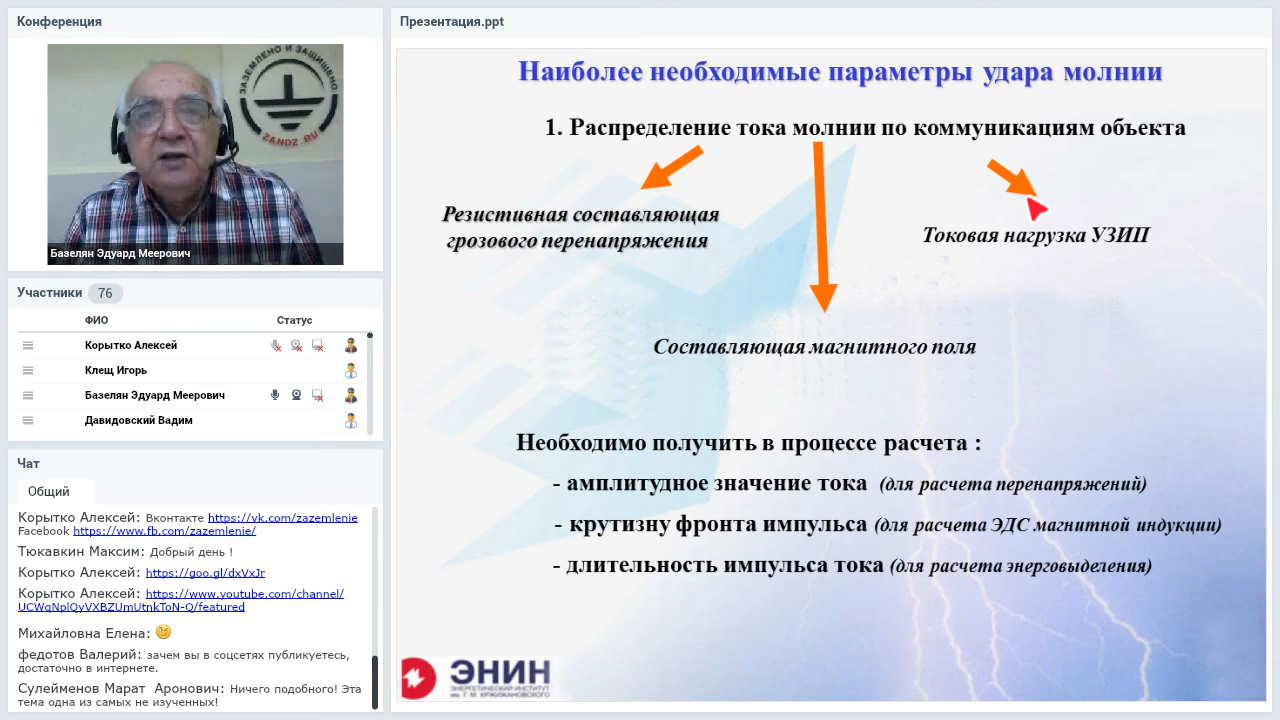 Конференция
ЗАЗЕМЛЕНО И ЗАЩИЩЕНО
ZANDZ.RU
Базелян Эдуард Меерович
Участники 76
ФИО Статус
Корытко Алексей
Клещ Игорь
Базелян Эдуард Меерович
Давидовский Вадим
Чат
Общий
Корытко Алексей: Вконтакте https://vk.com/zazemlenie
Facebook https://www.fb.com/zazemlenie/
Тюкавкин Максим: Добрый день !
Корытко Алексей: https://goo.gl/dxVxJr
Корытко Алексей: https://www.youtube.com/channel/
UCWqNplQyVXBZUmUtnkToN-Q/featured
Михайловна Елена:
федотов Валерий: зачем вы в соцсетях публикуетесь,
достаточно в интернете.
Сулейменов Марат Аронович: Ничего подобного! Эта
тема одна из самых не изученных!
Презентация.ppt
Наиболее необходимые параметры удара молнии
1. Распределение тока молнии по коммуникациям объекта
Резистивная составляющая
грозового перенапряжения
Токовая нагрузка УЗИП
Составляющая магнитного поля
Необходимо получить в процессе расчета :
- амплитудное значение тока (для расчета перенапряжений)
- крутизну фронта импульса (для расчета ЭДС магнитной индукции)
- длительность импульса тока (для расчета энерговыделения)
ЭНИН
ЭНЕРГЕТИЧЕСКИЙ ИНСТИТУТ
им. Г. М. КРЖИЖАНОВСКОГО